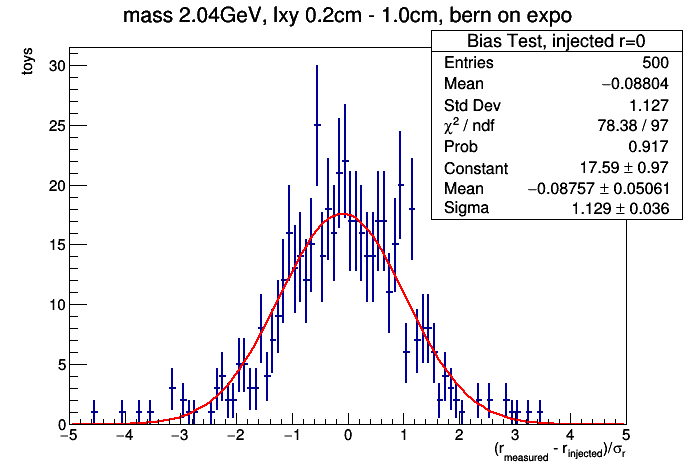 mass 2.04GeV, lxy 0.2cm - 1.0cm, bern on expo
Bias Test, injected r=0
Entries 500
Mean −0.08804
Std Dev 1.127
χ² / ndf 78.38 / 97
Prob 0.917
Constant 17.59 ± 0.97
Mean −0.08757 ± 0.05061
Sigma 1.129 ± 0.036
toys
30
25
20
15
10
5
0
−5 −4 −3 −2 −1 0 1 2 3 4 5
(r_measured - r_injected)/σ_r